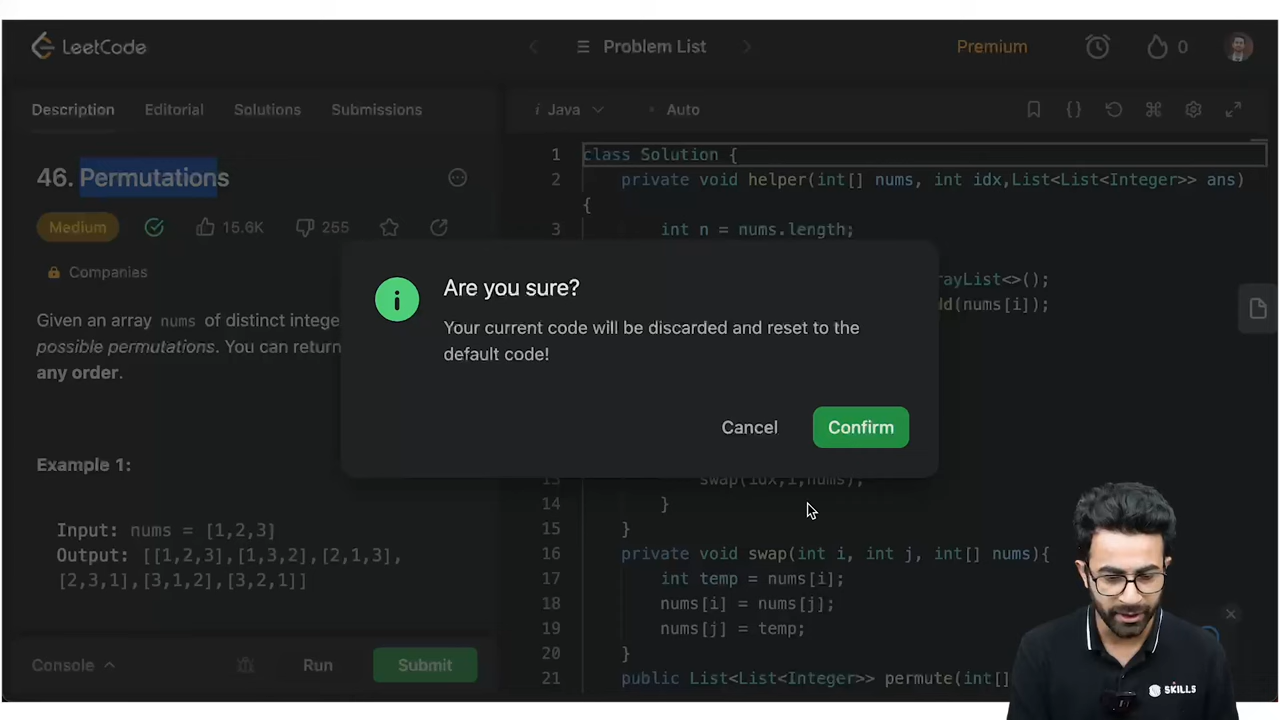 LeetCode
Problem List
Premium
0
Description
Editorial
Solutions
Submissions
i Java
Auto
46. Permutations
Medium
15.6K
255
Companies
Given an array nums of distinct intege
possible permutations. You can return
any order.
Example 1:
Input: nums = [1,2,3]
Output: [[1,2,3],[1,3,2],[2,1,3],
[2,3,1],[3,1,2],[3,2,1]]
Console
Run
Submit
1 class Solution {
2 private void helper(int[] nums, int idx,List<List<Integer>> ans)
{
3 int n = nums.length;
rayList<>();
d(nums[i]);
Are you sure?
Your current code will be discarded and reset to the
default code!
Cancel
Confirm
13 swap(idx,i,nums);
14 }
15 }
16 private void swap(int i, int j, int[] nums){
17 int temp = nums[i];
18 nums[i] = nums[j];
19 nums[j] = temp;
20 }
21 public List<List<Integer>> permute(int[]
SKILLS